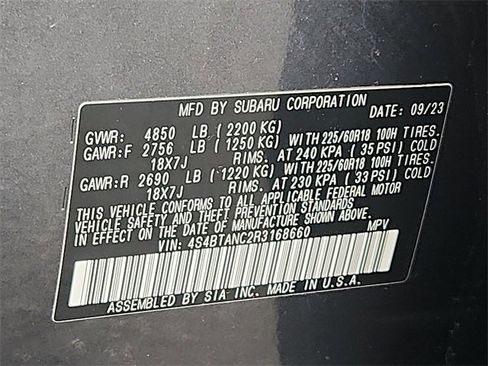 MFD BY SUBARU CORPORATION DATE: 09/23
GVWR: 4850 LB (2200 KG)
GAWR:F 2756 LB (1250 KG) WITH 225/60R18 100H TIRES.
18X7J RIMS. AT 240 KPA (35 PSI) COLD
GAWR:R 2690 LB (1220 KG) WITH 225/60R18 100H TIRES.
18X7J RIMS. AT 230 KPA (33 PSI) COLD
THIS VEHICLE CONFORMS TO ALL APPLICABLE FEDERAL MOTOR
VEHICLE SAFETY AND THEFT PREVENTION STANDARDS
IN EFFECT ON THE DATE OF MANUFACTURE SHOWN ABOVE.
VIN: 4S4BTANC2R3168660 MPV
ASSEMBLED BY SIA INC. MADE IN U.S.A.